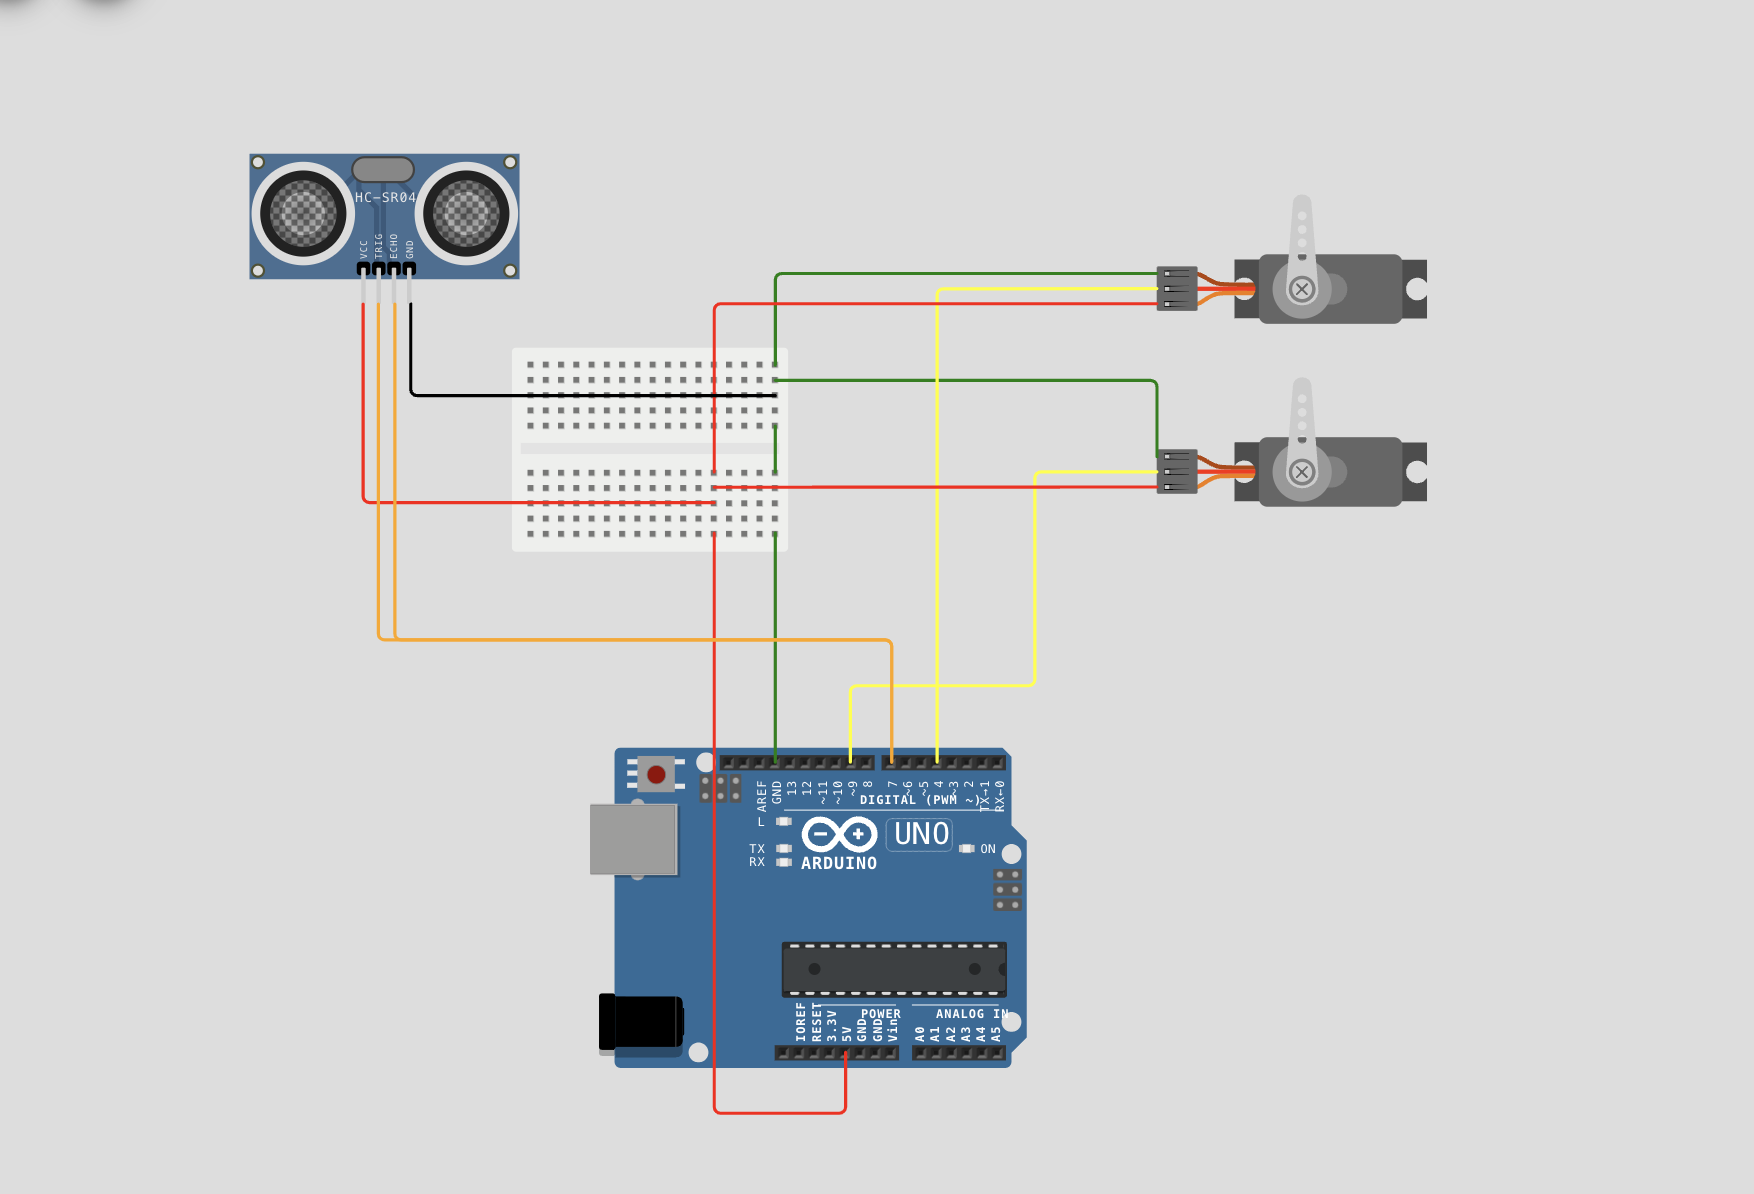 HC-SR04
VCC
TRIG
ECHO
GND
AREF
GND
13
12
~11
~10
~9
8
7
~6
~5
4
~3
2
TX→1
RX←0
DIGITAL (PWM ~)
L
TX
RX
UNO
ON
ARDUINO
POWER
ANALOG IN
IOREF
RESET
3.3V
5V
GND
GND
Vin
A0
A1
A2
A3
A4
A5